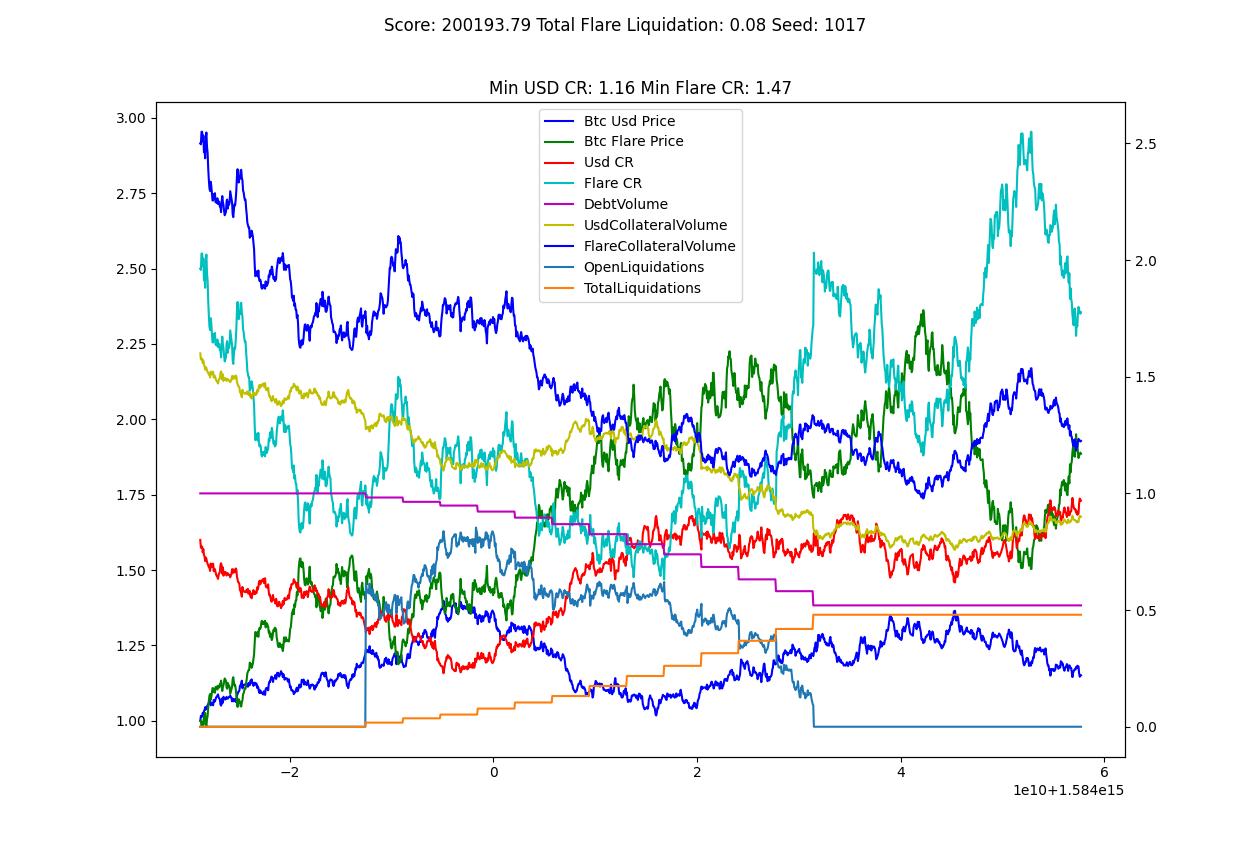 Score: 200193.79 Total Flare Liquidation: 0.08 Seed: 1017
Min USD CR: 1.16 Min Flare CR: 1.47
Btc Usd Price
Btc Flare Price
Usd CR
Flare CR
DebtVolume
UsdCollateralVolume
FlareCollateralVolume
OpenLiquidations
TotalLiquidations
3.00
2.75
2.50
2.25
2.00
1.75
1.50
1.25
1.00
2.5
2.0
1.5
1.0
0.5
0.0
−2
0
2
4
6
1e10+1.584e15